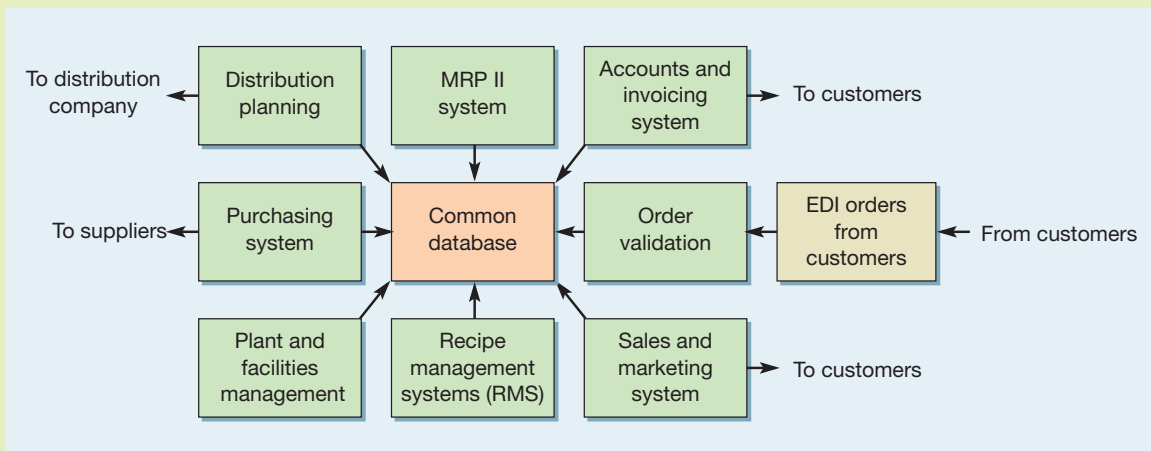 To distribution
company
Distribution
planning
MRP II
system
Accounts and
invoicing
system
To customers
To suppliers
Purchasing
system
Common
database
Order
validation
EDI orders
from
customers
From customers
Plant and
facilities
management
Recipe
management
systems (RMS)
Sales and
marketing
system
To customers